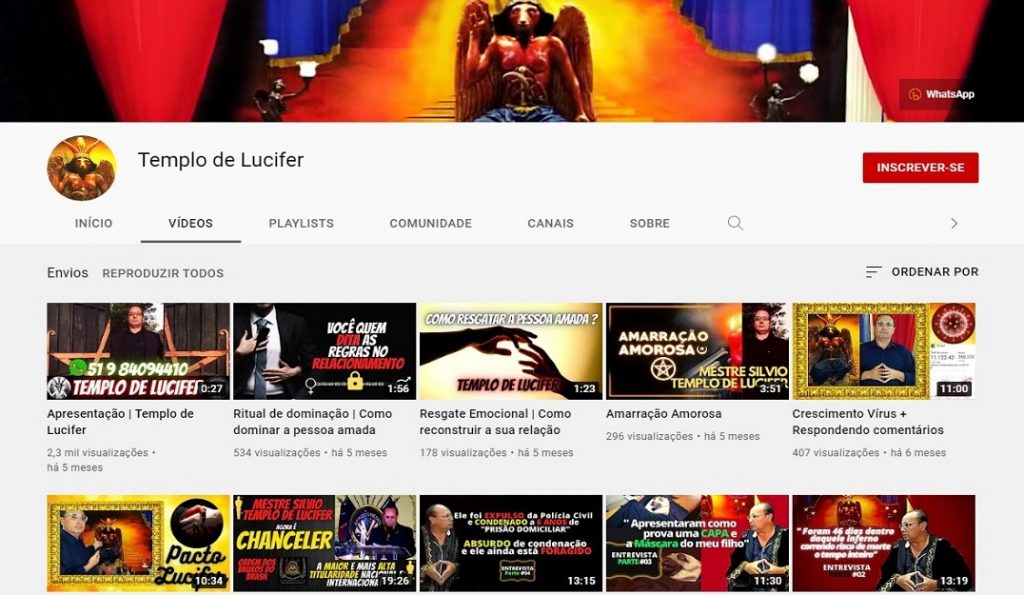 WhatsApp
Templo de Lucifer
INSCREVER-SE
INÍCIO
VÍDEOS
PLAYLISTS
COMUNIDADE
CANAIS
SOBRE
Envios
REPRODUZIR TODOS
ORDENAR POR
51 9 84094410
TEMPLO DE LUCIFER
0:27
VOCÊ QUEM
DITA AS
REGRAS NO
RELACIONAMENTO
1:56
COMO RESGATAR A PESSOA AMADA ?
TEMPLO DE LUCIFER
1:23
AMARRAÇÃO
AMOROSA
MESTRE SILVIO
TEMPLO DE LUCIFER
3:51
11:00
Apresentação | Templo de
Lucifer
2,3 mil visualizações •
há 5 meses
Ritual de dominação | Como
dominar a pessoa amada
534 visualizações • há 5 meses
Resgate Emocional | Como
reconstruir a sua relação
178 visualizações • há 5 meses
Amarração Amorosa
296 visualizações • há 5 meses
Crescimento Vírus +
Respondendo comentários
407 visualizações • há 6 meses
Pacto
Lucifer
10:34
MESTRE SILVIO
TEMPLO DE LUCIFER
AGORA É
CHANCELER
ORDEM DOS
BRASIL
A MAIOR E MAIS ALTA
TITULARIDADE
19:26
Ele foi EXPULSO da Polícia Civil
e CONDENADO a 6 ANOS de
"PRISÃO DOMICILIAR"
ABSURDO de condenação
e ele ainda está FORAGIDO
ENTREVISTA
Parte #04
13:15
" Apresentaram como
prova uma CAPA e
a Máscara do meu filho"
ENTREVISTA
PARTE #03
11:30
" Foram 46 dias dentro
daquele inferno
correndo risco de morte
o tempo inteiro"
ENTREVISTA
PARTE #02
13:19